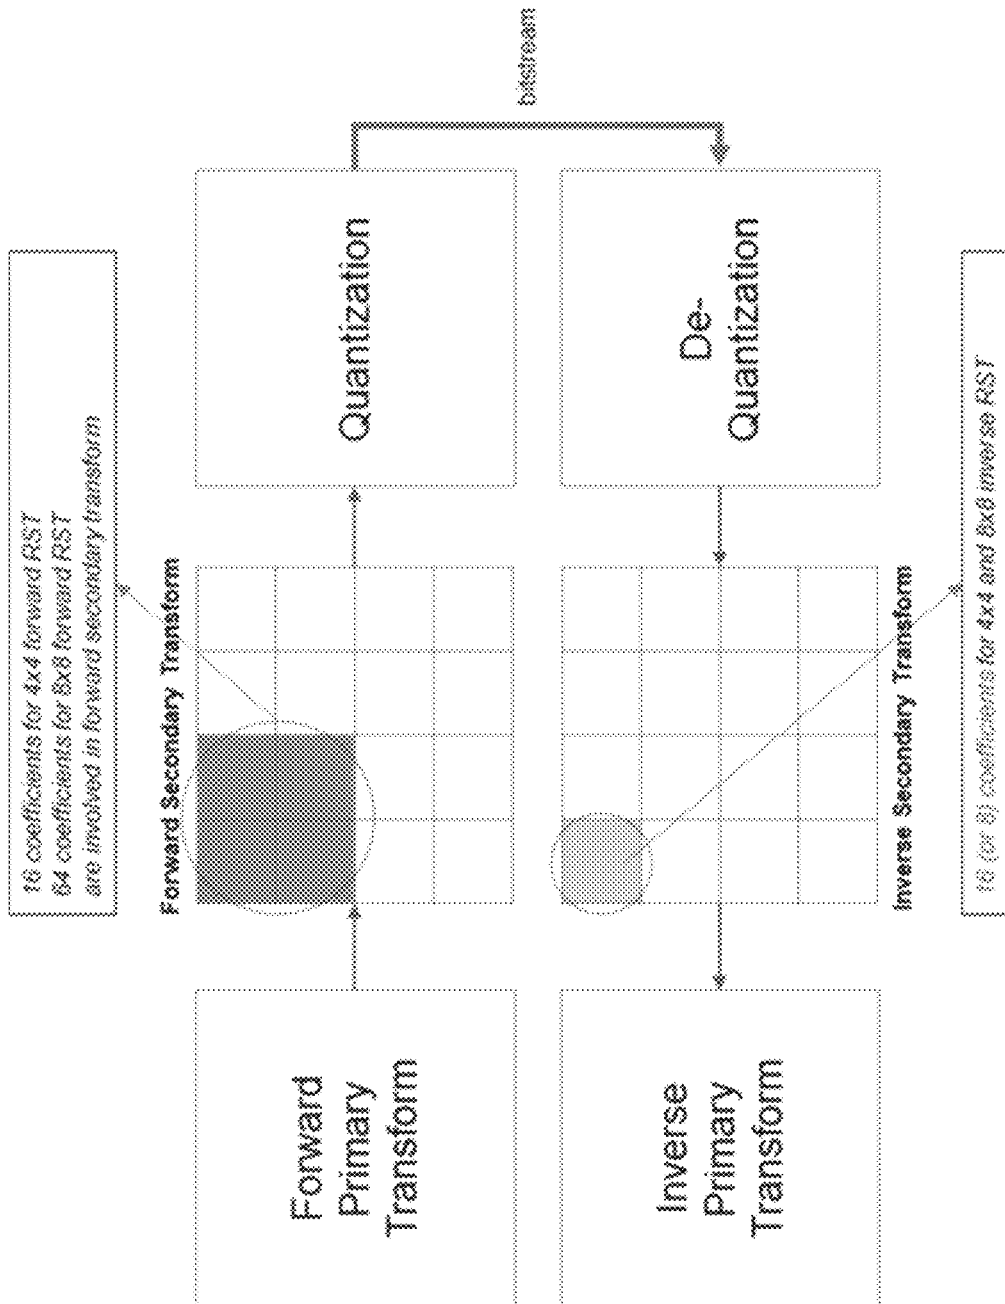 16 coefficients for 4x4 forward RST
64 coefficients for 8x8 forward RST
are involved in forward secondary transform
Forward Secondary Transform
Forward
Primary
Transform
Quantization
bitstream
Inverse
Primary
Transform
De-
Quantization
Inverse Secondary Transform
16 (or 8) coefficients for 4x4 and 8x8 inverse RST